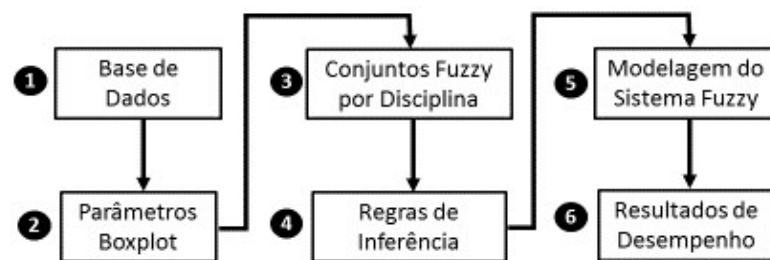 1
Base de
Dados
2
Parâmetros
Boxplot
3
Conjuntos Fuzzy
por Disciplina
4
Regras de
Inferência
5
Modelagem do
Sistema Fuzzy
6
Resultados de
Desempenho